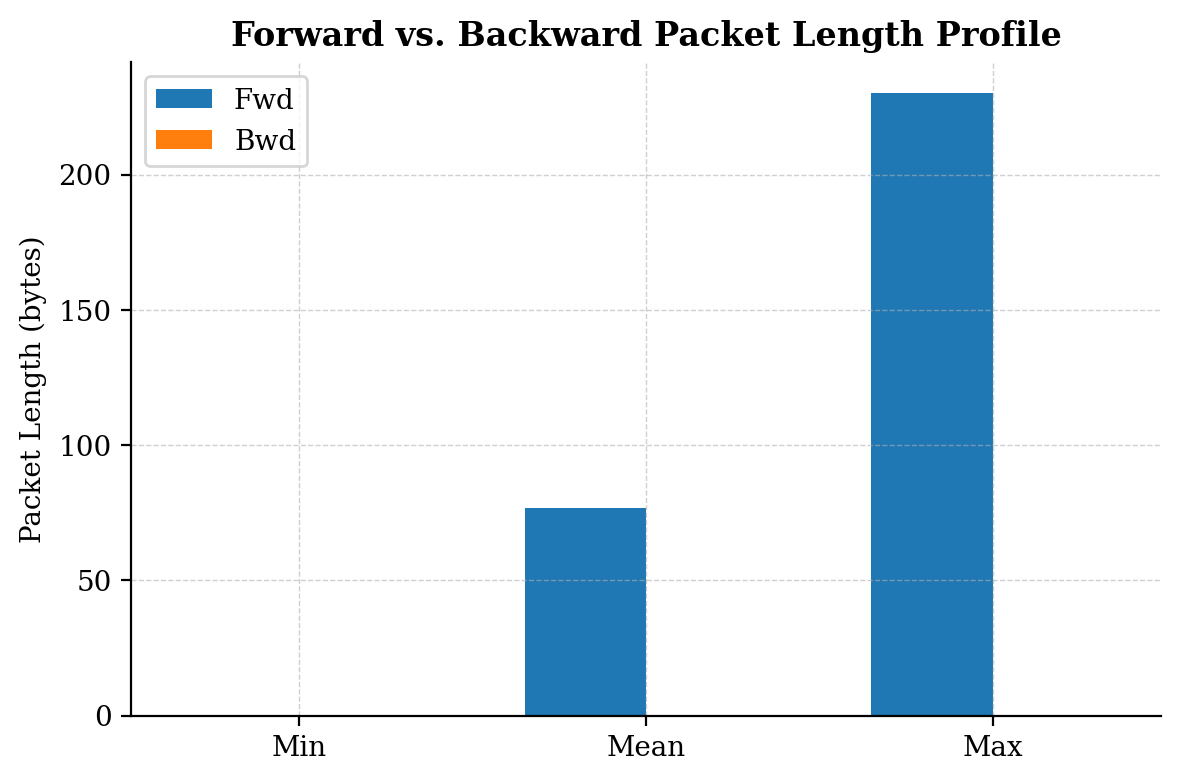 Forward vs. Backward Packet Length Profile
Fwd
Bwd
Packet Length (bytes)
200
150
100
50
0
Min
Mean
Max